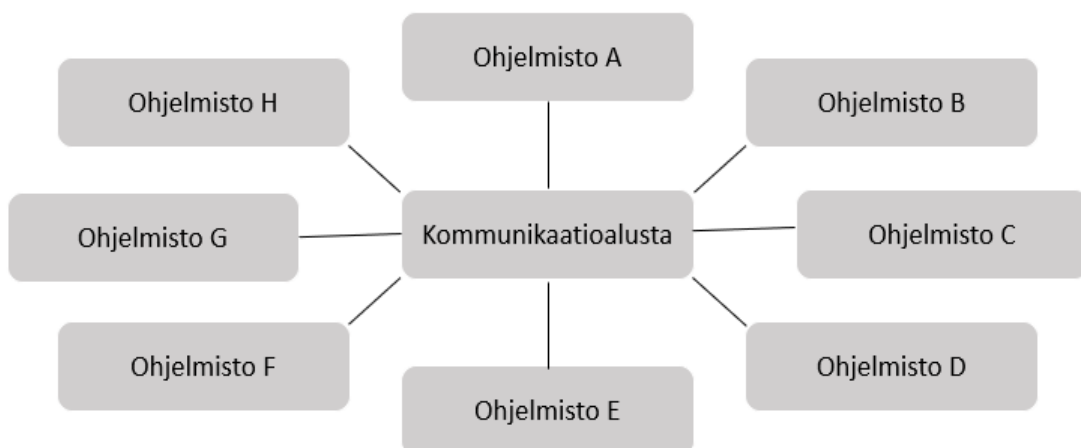 Ohjelmisto A
Ohjelmisto H
Ohjelmisto B
Ohjelmisto G
Kommunikaatioalusta
Ohjelmisto C
Ohjelmisto F
Ohjelmisto D
Ohjelmisto E